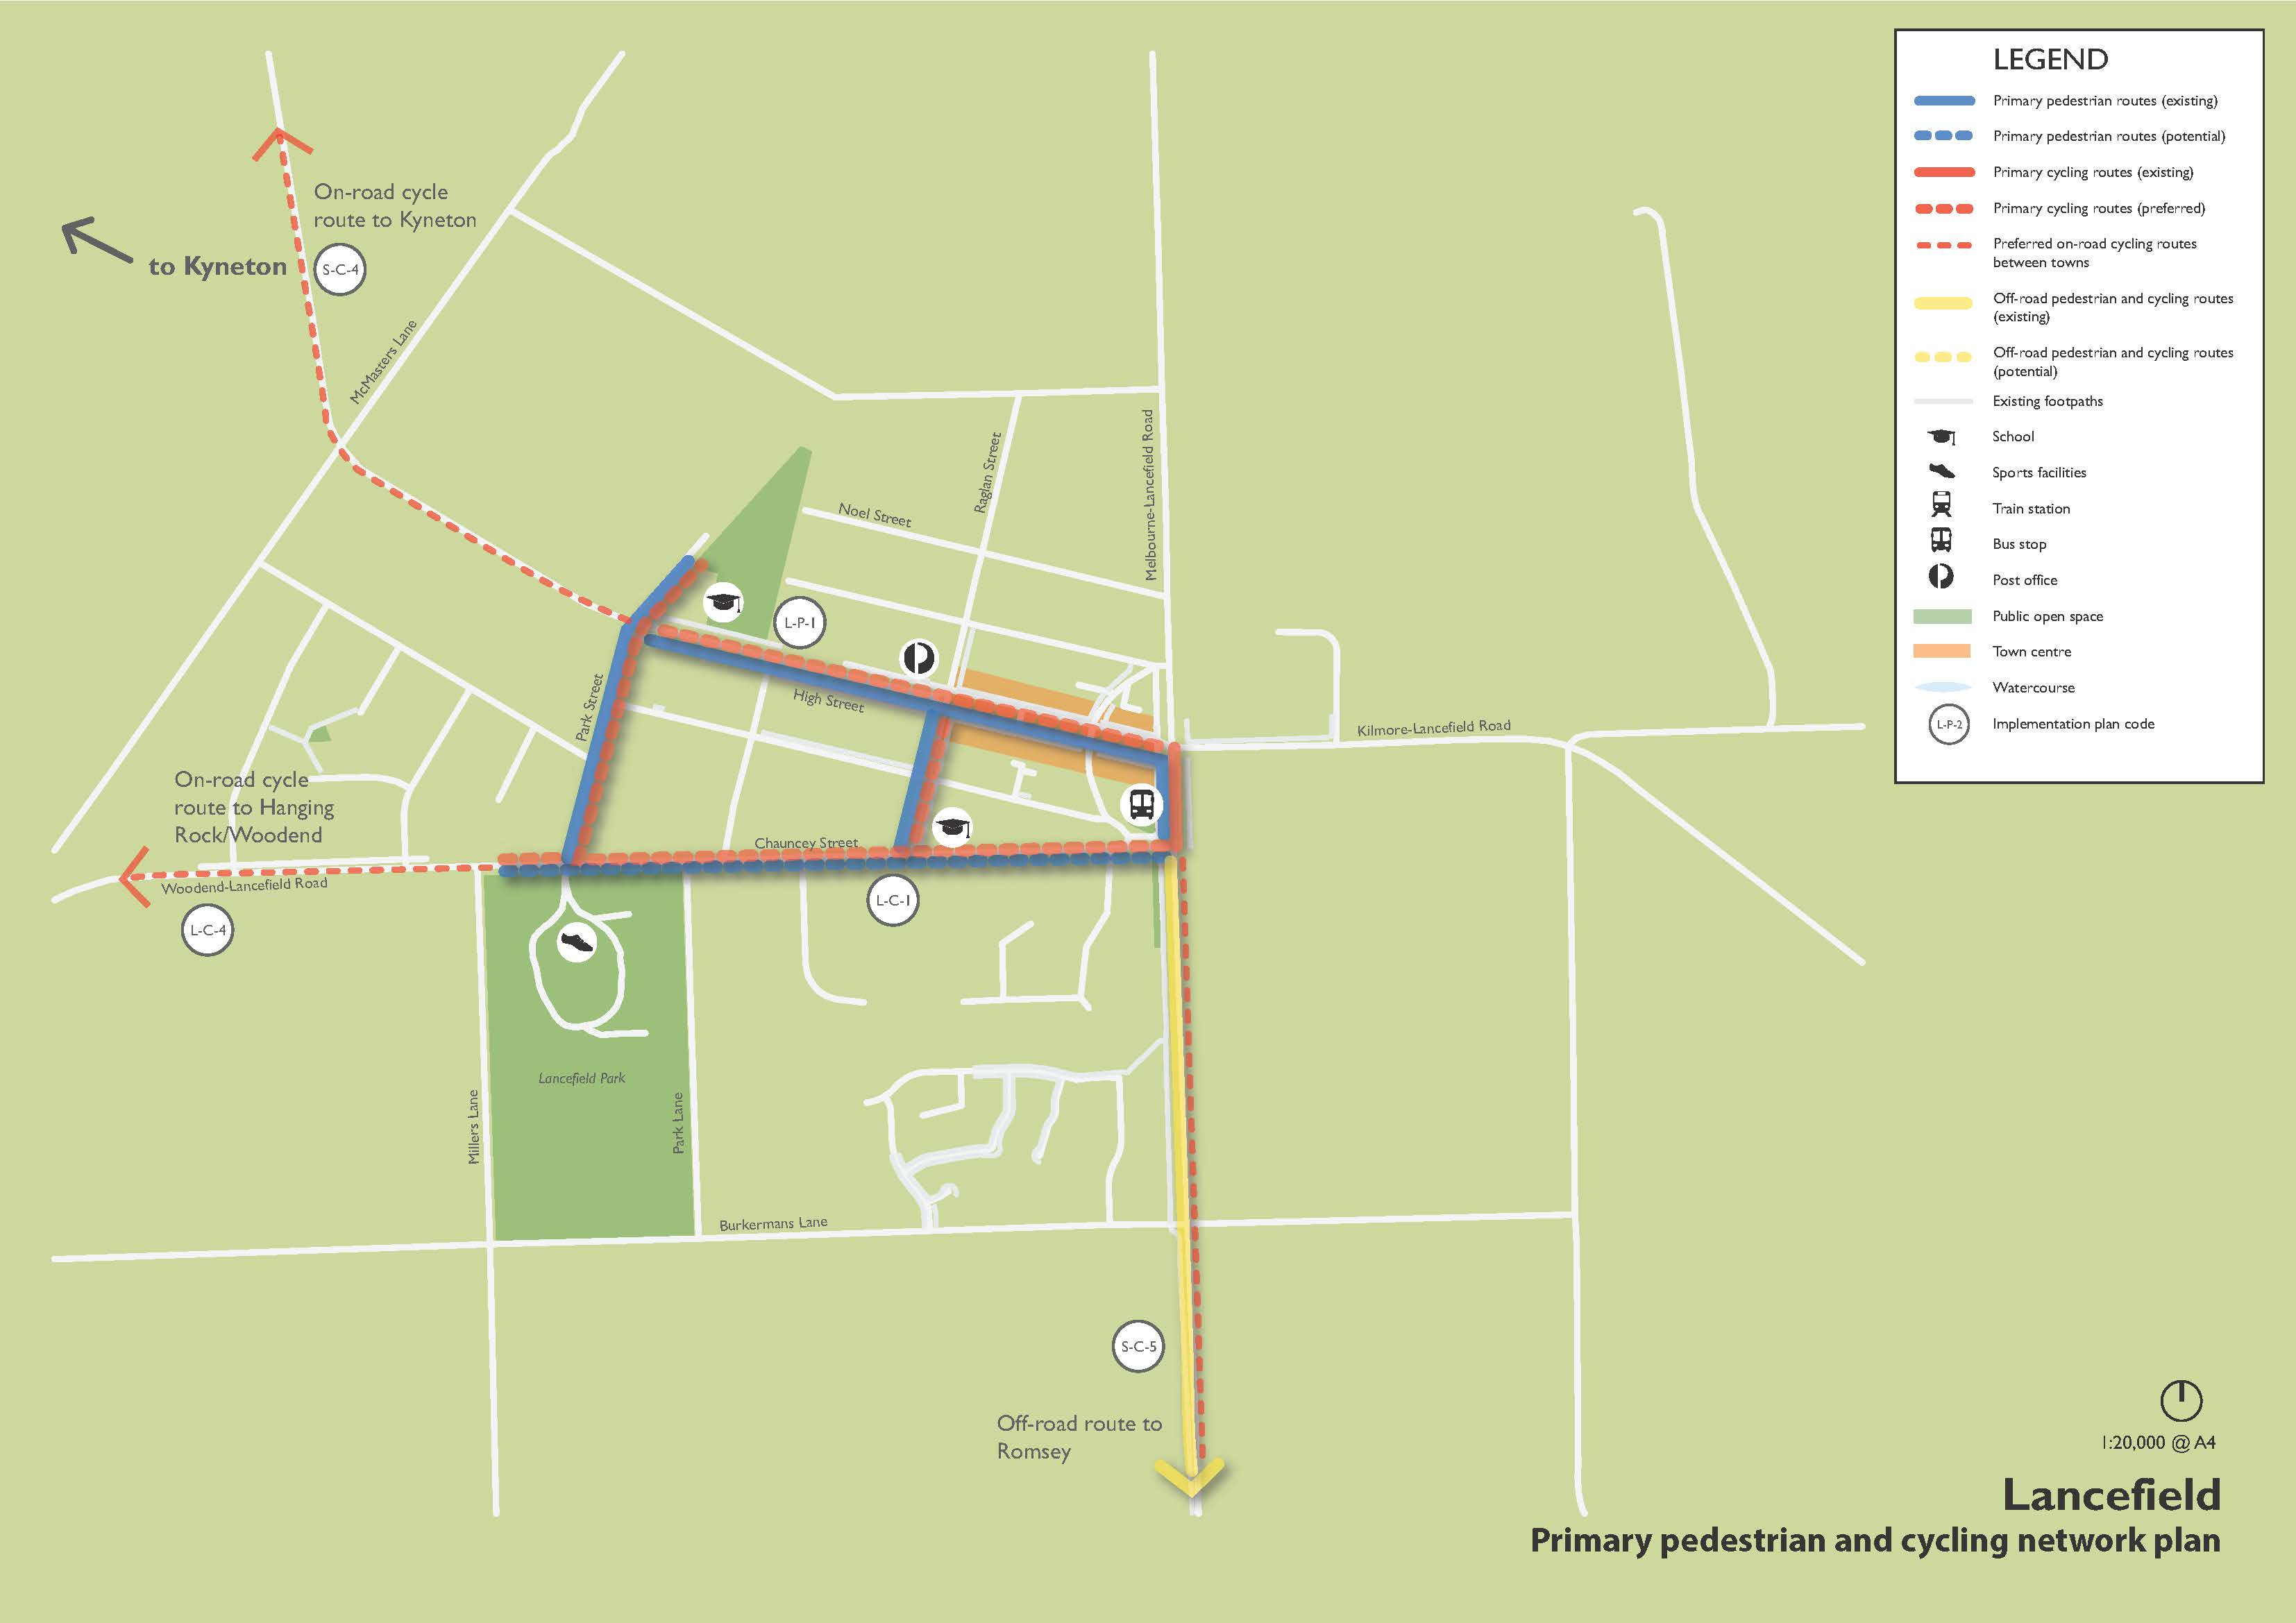 LEGEND
Primary pedestrian routes (existing)
Primary pedestrian routes (potential)
Primary cycling routes (existing)
Primary cycling routes (preferred)
Preferred on-road cycling routes
between towns
Off-road pedestrian and cycling routes
(existing)
Off-road pedestrian and cycling routes
(potential)
Existing footpaths
School
Sports facilities
Train station
Bus stop
Post office
Public open space
Town centre
Watercourse
L-P-2
Implementation plan code
On-road cycle
route to Kyneton
to Kyneton
S-C-4
McMasters Lane
Melbourne-Lancefield Road
Raglan Street
Noel Street
L-P-1
Park Street
High Street
Kilmore-Lancefield Road
On-road cycle
route to Hanging
Rock/Woodend
Chauncey Street
Woodend-Lancefield Road
L-C-4
L-C-1
Lancefield Park
Millers Lane
Park Lane
Burkermans Lane
S-C-5
Off-road route to
Romsey
1:20,000 @ A4
Lancefield
Primary pedestrian and cycling network plan